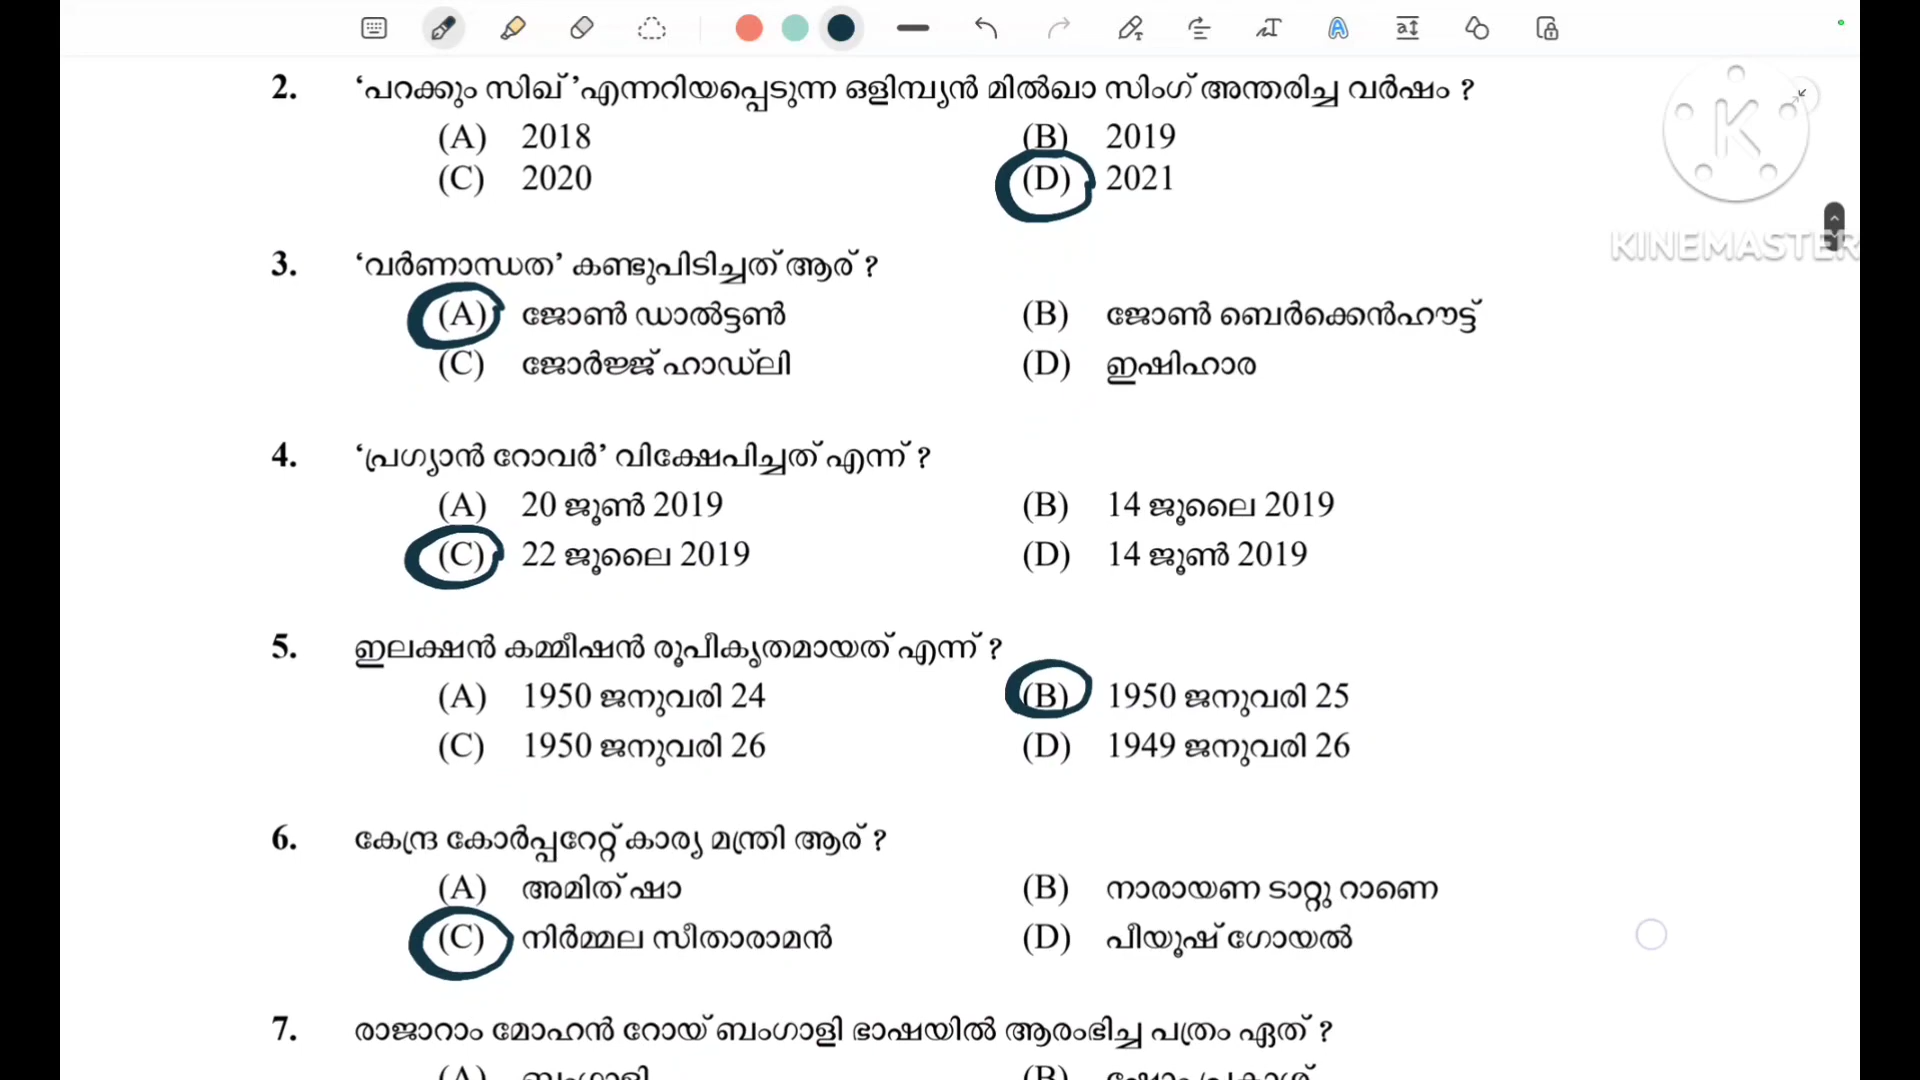 2. ‘പറക്കും സിഖ് ’എന്നറിയപ്പെടുന്ന ഒളിമ്പ്യൻ മിൽഖാ സിംഗ് അന്തരിച്ച വർഷം ?
(A) 2018 (B) 2019
(C) 2020 (D) 2021
3. ‘വർണാന്ധത’ കണ്ടുപിടിച്ചത് ആര് ?
(A) ജോൺ ഡാൽട്ടൺ (B) ജോൺ ബെർക്കെൻഹൗട്ട്
(C) ജോർജ്ജ് ഹാഡ്‌ലി (D) ഇഷിഹാര
4. ‘പ്രഗ്യാൻ റോവർ’ വിക്ഷേപിച്ചത് എന്ന് ?
(A) 20 ജൂൺ 2019 (B) 14 ജൂലൈ 2019
(C) 22 ജൂലൈ 2019 (D) 14 ജൂൺ 2019
5. ഇലക്ഷൻ കമ്മീഷൻ രൂപീകൃതമായത് എന്ന് ?
(A) 1950 ജനുവരി 24 (B) 1950 ജനുവരി 25
(C) 1950 ജനുവരി 26 (D) 1949 ജനുവരി 26
6. കേന്ദ്ര കോർപ്പറേറ്റ് കാര്യ മന്ത്രി ആര് ?
(A) അമിത് ഷാ (B) നാരായണ ടാറ്റു റാണെ
(C) നിർമ്മല സീതാരാമൻ (D) പീയൂഷ് ഗോയൽ
7. രാജാറാം മോഹൻ റോയ് ബംഗാളി ഭാഷയിൽ ആരംഭിച്ച പത്രം ഏത് ?
(A) (B)
K
KINEMASTER